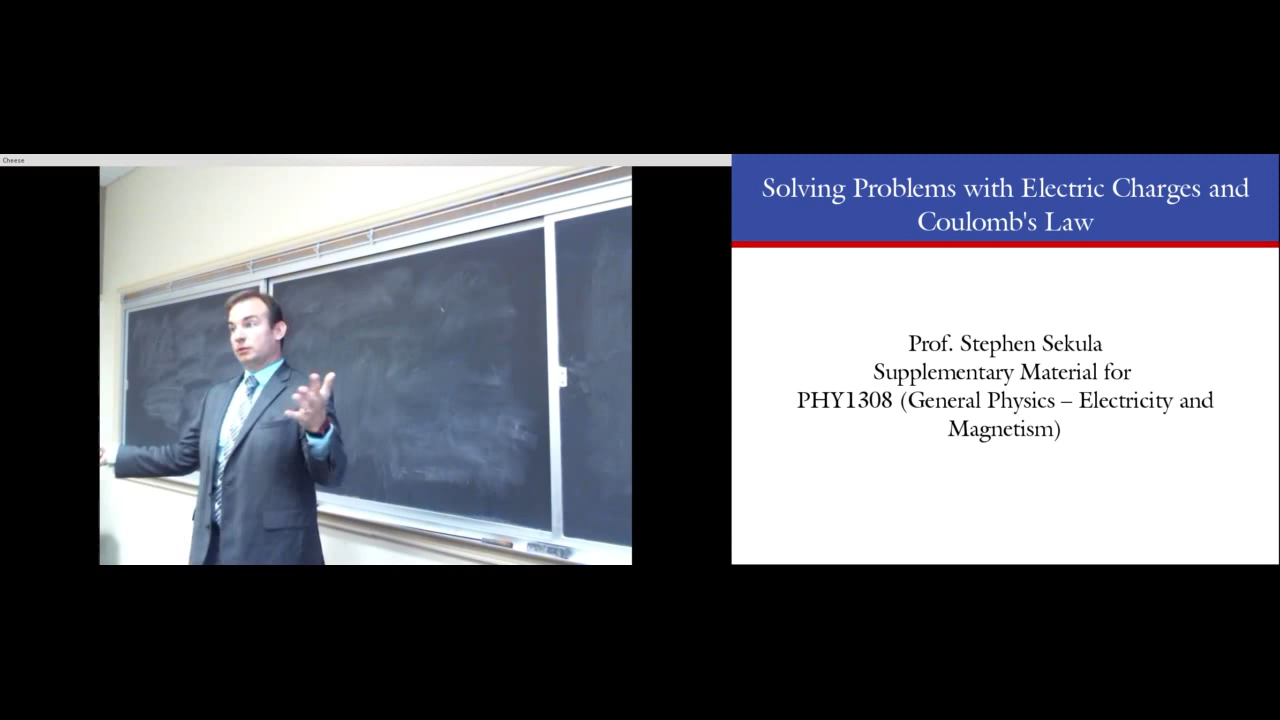 Cheese
Solving Problems with Electric Charges and
Coulomb's Law
Prof. Stephen Sekula
Supplementary Material for
PHY1308 (General Physics – Electricity and
Magnetism)